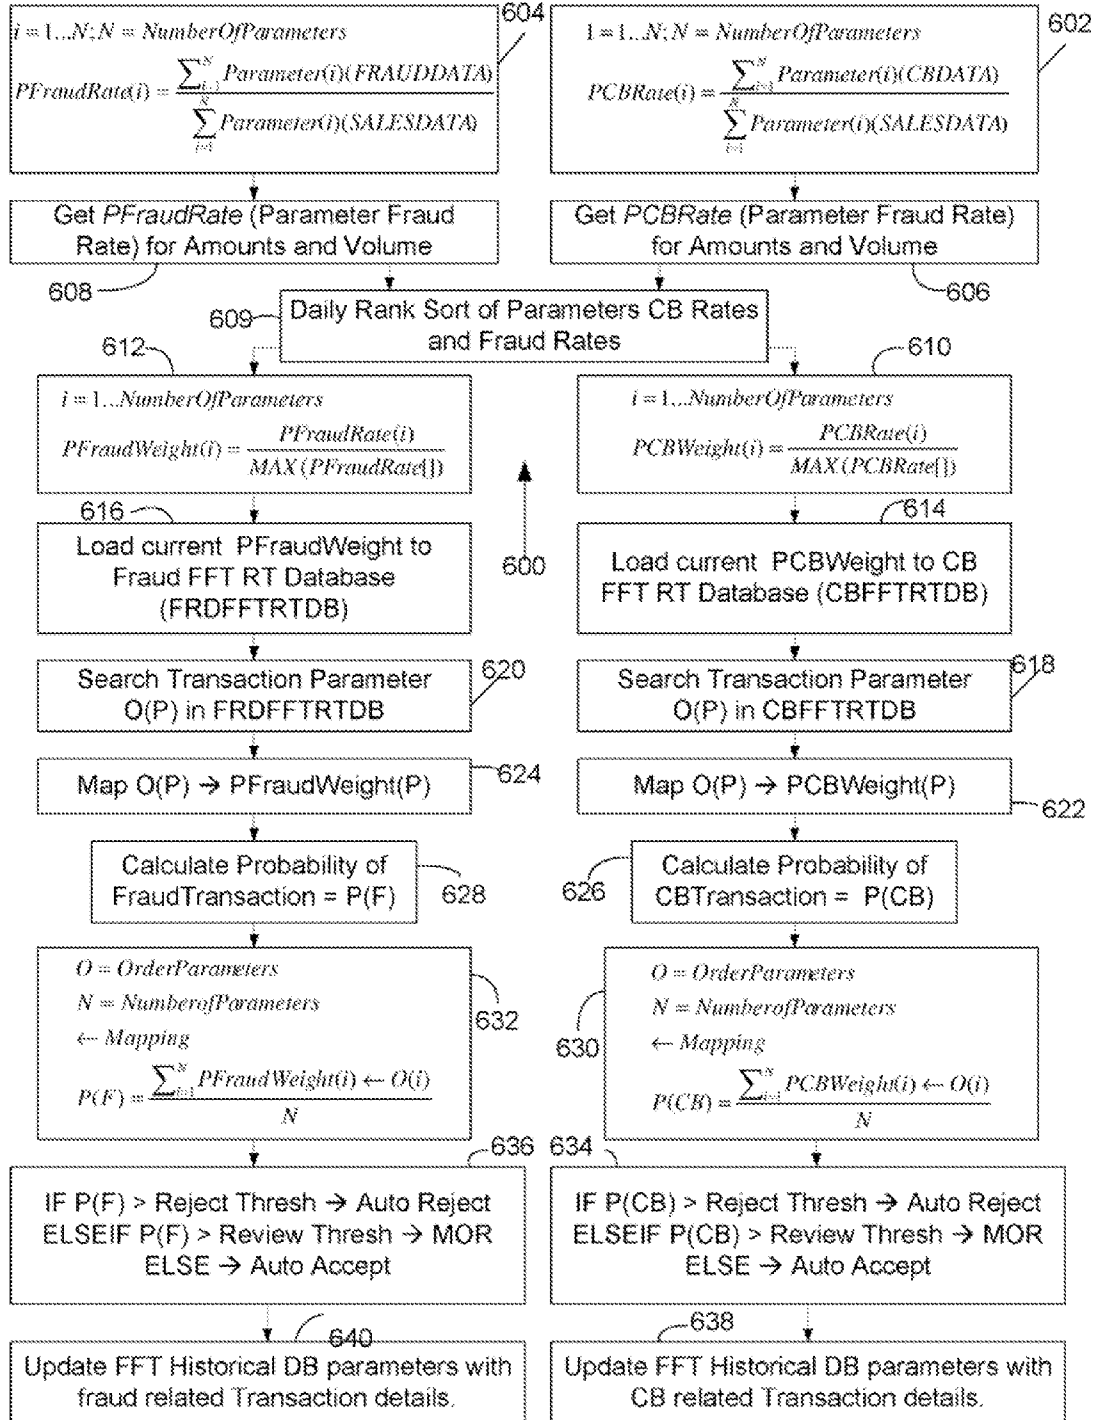 604
i = 1...N; N = NumberOfParameters
PFraudRate(i) = ∑_{i=1}^{N} Parameter(i)(FRAUDDATA) / ∑_{i=i}^{N} Parameter(i)(SALESDATA)
602
1 = 1...N; N = NumberOfParameters
PCBRate(i) = ∑_{i=1}^{N} Parameter(i)(CBDATA) / ∑_{i=i}^{N} Parameter(i)(SALESDATA)
Get PFraudRate (Parameter Fraud
Rate) for Amounts and Volume
608
Get PCBRate (Parameter Fraud Rate)
for Amounts and Volume
606
609
Daily Rank Sort of Parameters CB Rates
and Fraud Rates
612
i = 1...NumberOfParameters
PFraudWeight(i) = PFraudRate(i) / MAX(PFraudRate[])
610
i = 1...NumberOfParameters
PCBWeight(i) = PCBRate(i) / MAX(PCBRate[])
600
616
Load current PFraudWeight to
Fraud FFT RT Database
(FRDFFTRTDB)
614
Load current PCBWeight to CB
FFT RT Database (CBFFTRTDB)
Search Transaction Parameter
O(P) in FRDFFTRTDB
620
Search Transaction Parameter
O(P) in CBFFTRTDB
618
Map O(P) → PFraudWeight(P)
624
Map O(P) → PCBWeight(P)
622
Calculate Probability of
FraudTransaction = P(F)
628
626
Calculate Probability of
CBTransaction = P(CB)
O = OrderParameters
N = NumberofParameters
← Mapping
P(F) = ∑_{i=1}^{N} PFraudWeight(i) ← O(i) / N
632
630
O = OrderParameters
N = NumberofParameters
← Mapping
P(CB) = ∑_{i=1}^{N} PCBWeight(i) ← O(i) / N
636
IF P(F) > Reject Thresh → Auto Reject
ELSEIF P(F) > Review Thresh → MOR
ELSE → Auto Accept
634
IF P(CB) > Reject Thresh → Auto Reject
ELSEIF P(CB) > Review Thresh → MOR
ELSE → Auto Accept
640
Update FFT Historical DB parameters with
fraud related Transaction details.
638
Update FFT Historical DB parameters with
CB related Transaction details.